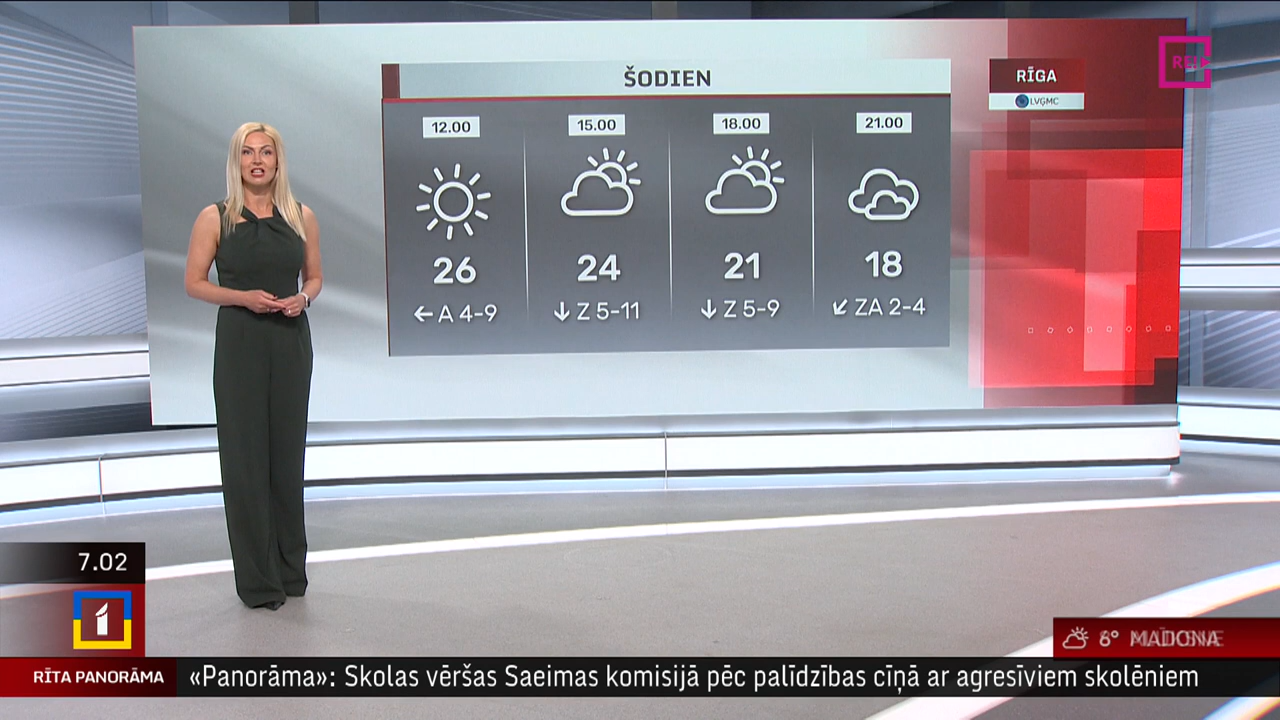 ŠODIEN
RĪGA
LVĢMC
RE:
12.00
15.00
18.00
21.00
26
24
21
18
← A 4-9
↓ Z 5-11
↓ Z 5-9
↙ ZA 2-4
7.02
1
MADONA
RĪTA PANORĀMA
«Panorāma»: Skolas vēršas Saeimas komisijā pēc palīdzības cīņā ar agresīviem skolēniem